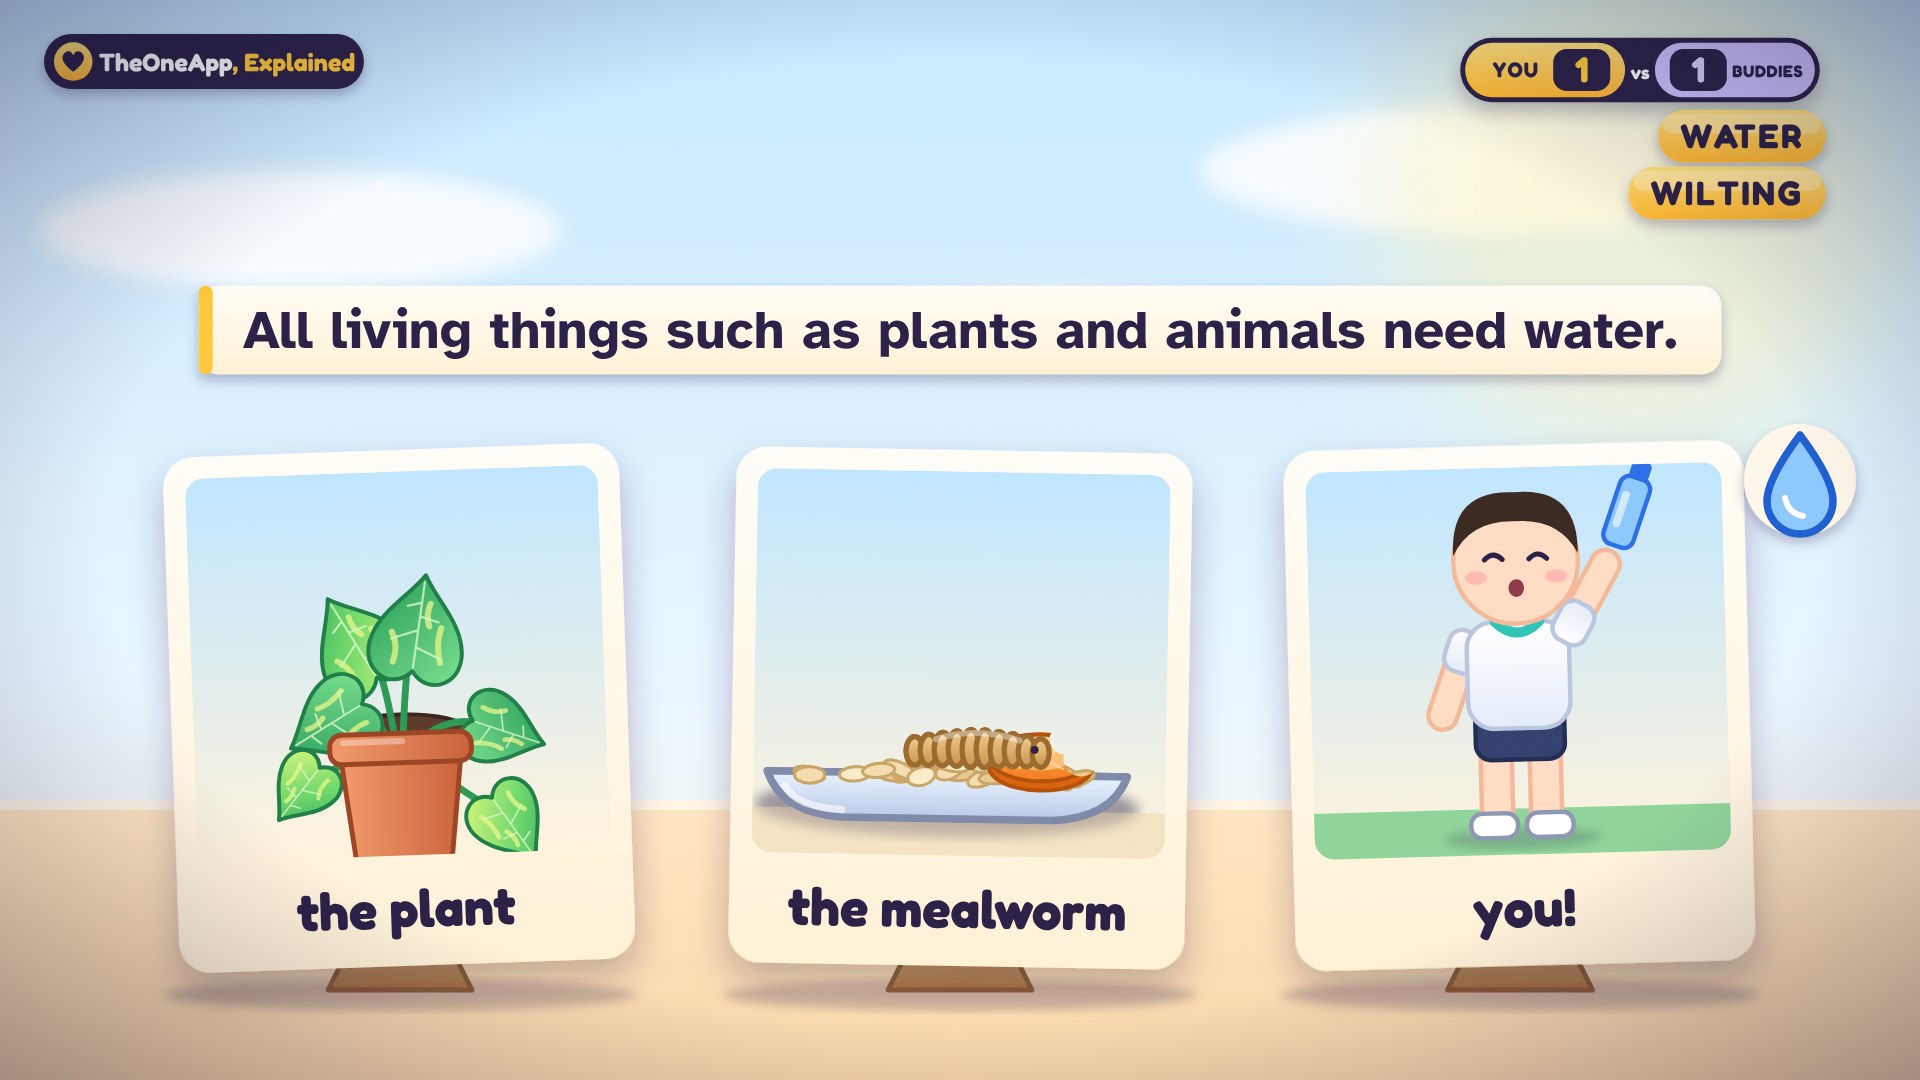 TheOneApp, Explained
YOU 1 vs 1 BUDDIES
WATER
WILTING
All living things such as plants and animals need water.
the plant
the mealworm
you!